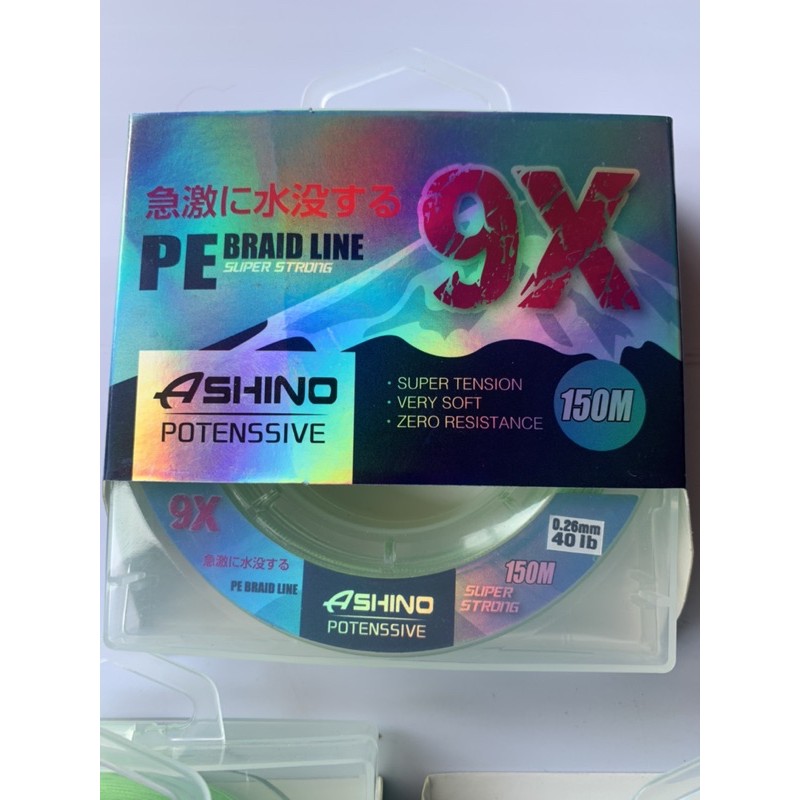 急激に水没する
9X
PE BRAID LINE
SUPER STRONG
ASHINO
POTENSSIVE
· SUPER TENSION
· VERY SOFT
· ZERO RESISTANCE
150M
9X
急激に水没する
PE BRAID LINE
ASHINO
POTENSSIVE
SUPER
STRONG
150M
0.26mm
40 lb